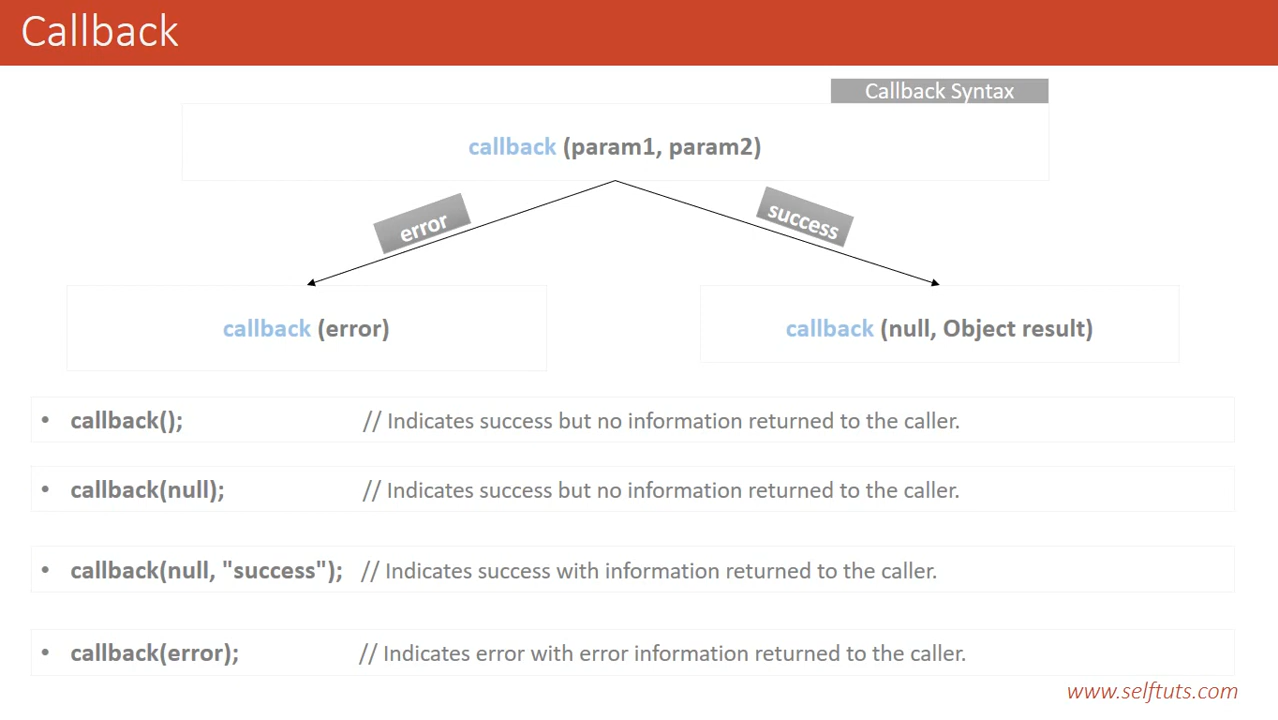 Callback
Callback Syntax
callback (param1, param2)
error
success
callback (error)
callback (null, Object result)
• callback(); // Indicates success but no information returned to the caller.
• callback(null); // Indicates success but no information returned to the caller.
• callback(null, "success"); // Indicates success with information returned to the caller.
• callback(error); // Indicates error with error information returned to the caller.
www.selftuts.com